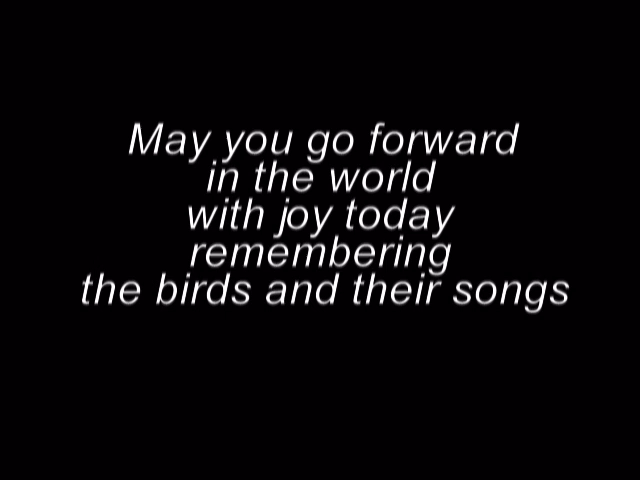 May you go forward
in the world
with joy today
remembering
the birds and their songs